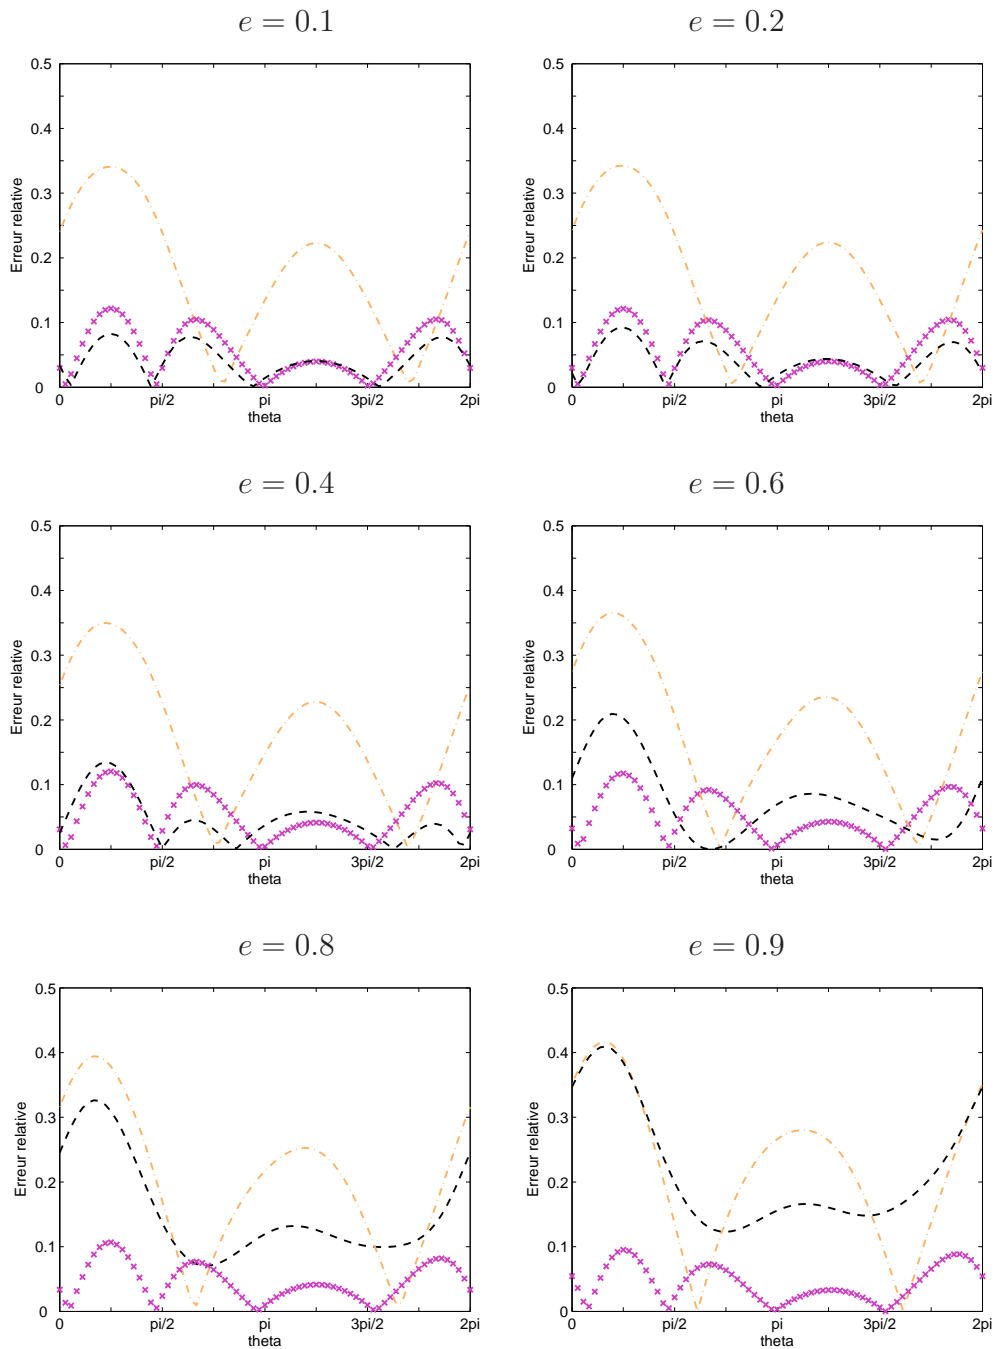 e = 0.1
e = 0.2
0.5
0.4
0.3
0.2
0.1
0
Erreur relative
0
pi/2
pi
3pi/2
2pi
theta
0.5
0.4
0.3
0.2
0.1
0
Erreur relative
0
pi/2
pi
3pi/2
2pi
theta
e = 0.4
e = 0.6
0.5
0.4
0.3
0.2
0.1
0
Erreur relative
0
pi/2
pi
3pi/2
2pi
theta
0.5
0.4
0.3
0.2
0.1
0
Erreur relative
0
pi/2
pi
3pi/2
2pi
theta
e = 0.8
e = 0.9
0.5
0.4
0.3
0.2
0.1
0
Erreur relative
0
pi/2
pi
3pi/2
2pi
theta
0.5
0.4
0.3
0.2
0.1
0
Erreur relative
0
pi/2
pi
3pi/2
2pi
theta